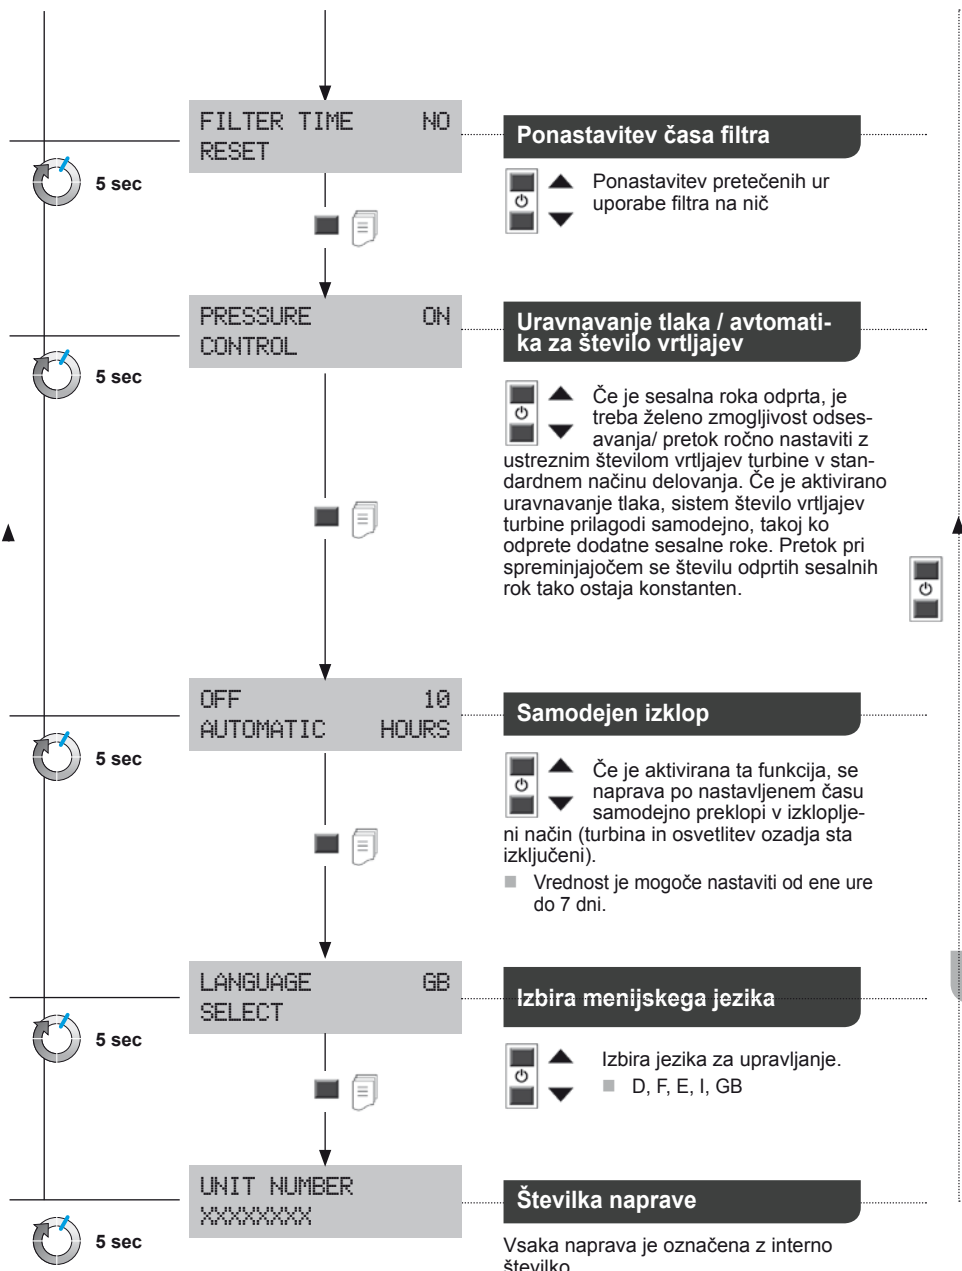 FILTER TIME NO
RESET
Ponastavitev časa filtra
5 sec
Ponastavitev pretečenih ur
uporabe filtra na nič
PRESSURE ON
CONTROL
Uravnavanje tlaka / avtomati-
ka za število vrtljajev
5 sec
Če je sesalna roka odprta, je
treba želeno zmogljivost odses-
avanja/ pretok ročno nastaviti z
ustreznim številom vrtljajev turbine v stan-
dardnem načinu delovanja. Če je aktivirano
uravnavanje tlaka, sistem število vrtljajev
turbine prilagodi samodejno, takoj ko
odprete dodatne sesalne roke. Pretok pri
spreminjajočem se številu odprtih sesalnih
rok tako ostaja konstanten.
OFF 10
AUTOMATIC HOURS
Samodejen izklop
5 sec
Če je aktivirana ta funkcija, se
naprava po nastavljenem času
samodejno preklopi v izklople-
ni način (turbina in osvetlitev ozadja sta
izključeni).
Vrednost je mogoče nastaviti od ene ure
do 7 dni.
LANGUAGE GB
SELECT
Izbira menijskega jezika
5 sec
Izbira jezika za upravljanje.
D, F, E, I, GB
UNIT NUMBER
XXXXXXXX
Številka naprave
5 sec
Vsaka naprava je označena z interno
številko